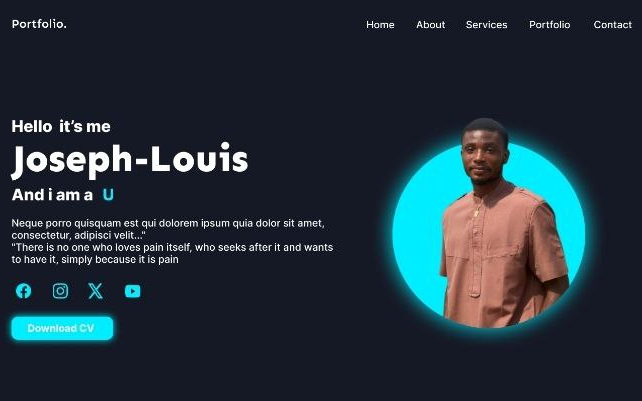 Portfolio.
Home About Services Portfolio Contact
Hello it's me
Joseph-Louis
And i am a U
Neque porro quisquam est qui dolorem ipsum quia dolor sit amet,
consectetur, adipisci velit..."
"There is no one who loves pain itself, who seeks after it and wants
to have it, simply because it is pain
Download CV